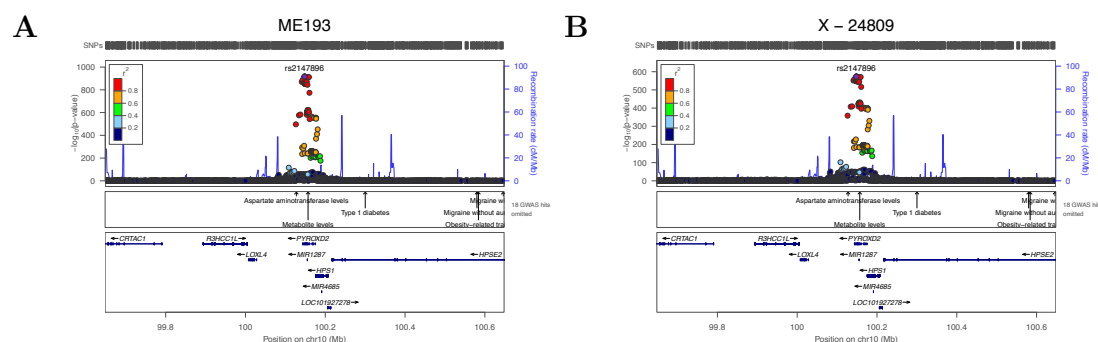 A
ME193
SNPs
rs2147896
r²
0.8
0.6
0.4
0.2
1000
800
600
400
200
0
−log10(p−value)
100
80
60
40
20
0
Recombination rate (cM/Mb)
Aspartate aminotransferase levels
Migraine w
Type 1 diabetes
Migraine without au
Metabolite levels
Obesity−related tra
18 GWAS hits
omitted
CRTAC1
R3HCC1L
PYROXD2
LOXL4
MIR1287
HPSE2
HPS1
MIR4685
LOC101927278
99.8
100
100.2
100.4
100.6
Position on chr10 (Mb)
B
X − 24809
SNPs
rs2147896
r²
0.8
0.6
0.4
0.2
600
500
400
300
200
100
0
−log10(p−value)
100
80
60
40
20
0
Recombination rate (cM/Mb)
Aspartate aminotransferase levels
Migraine w
Type 1 diabetes
Migraine without au
Metabolite levels
Obesity−related tra
18 GWAS hits
omitted
CRTAC1
R3HCC1L
PYROXD2
LOXL4
MIR1287
HPSE2
HPS1
MIR4685
LOC101927278
99.8
100
100.2
100.4
100.6
Position on chr10 (Mb)